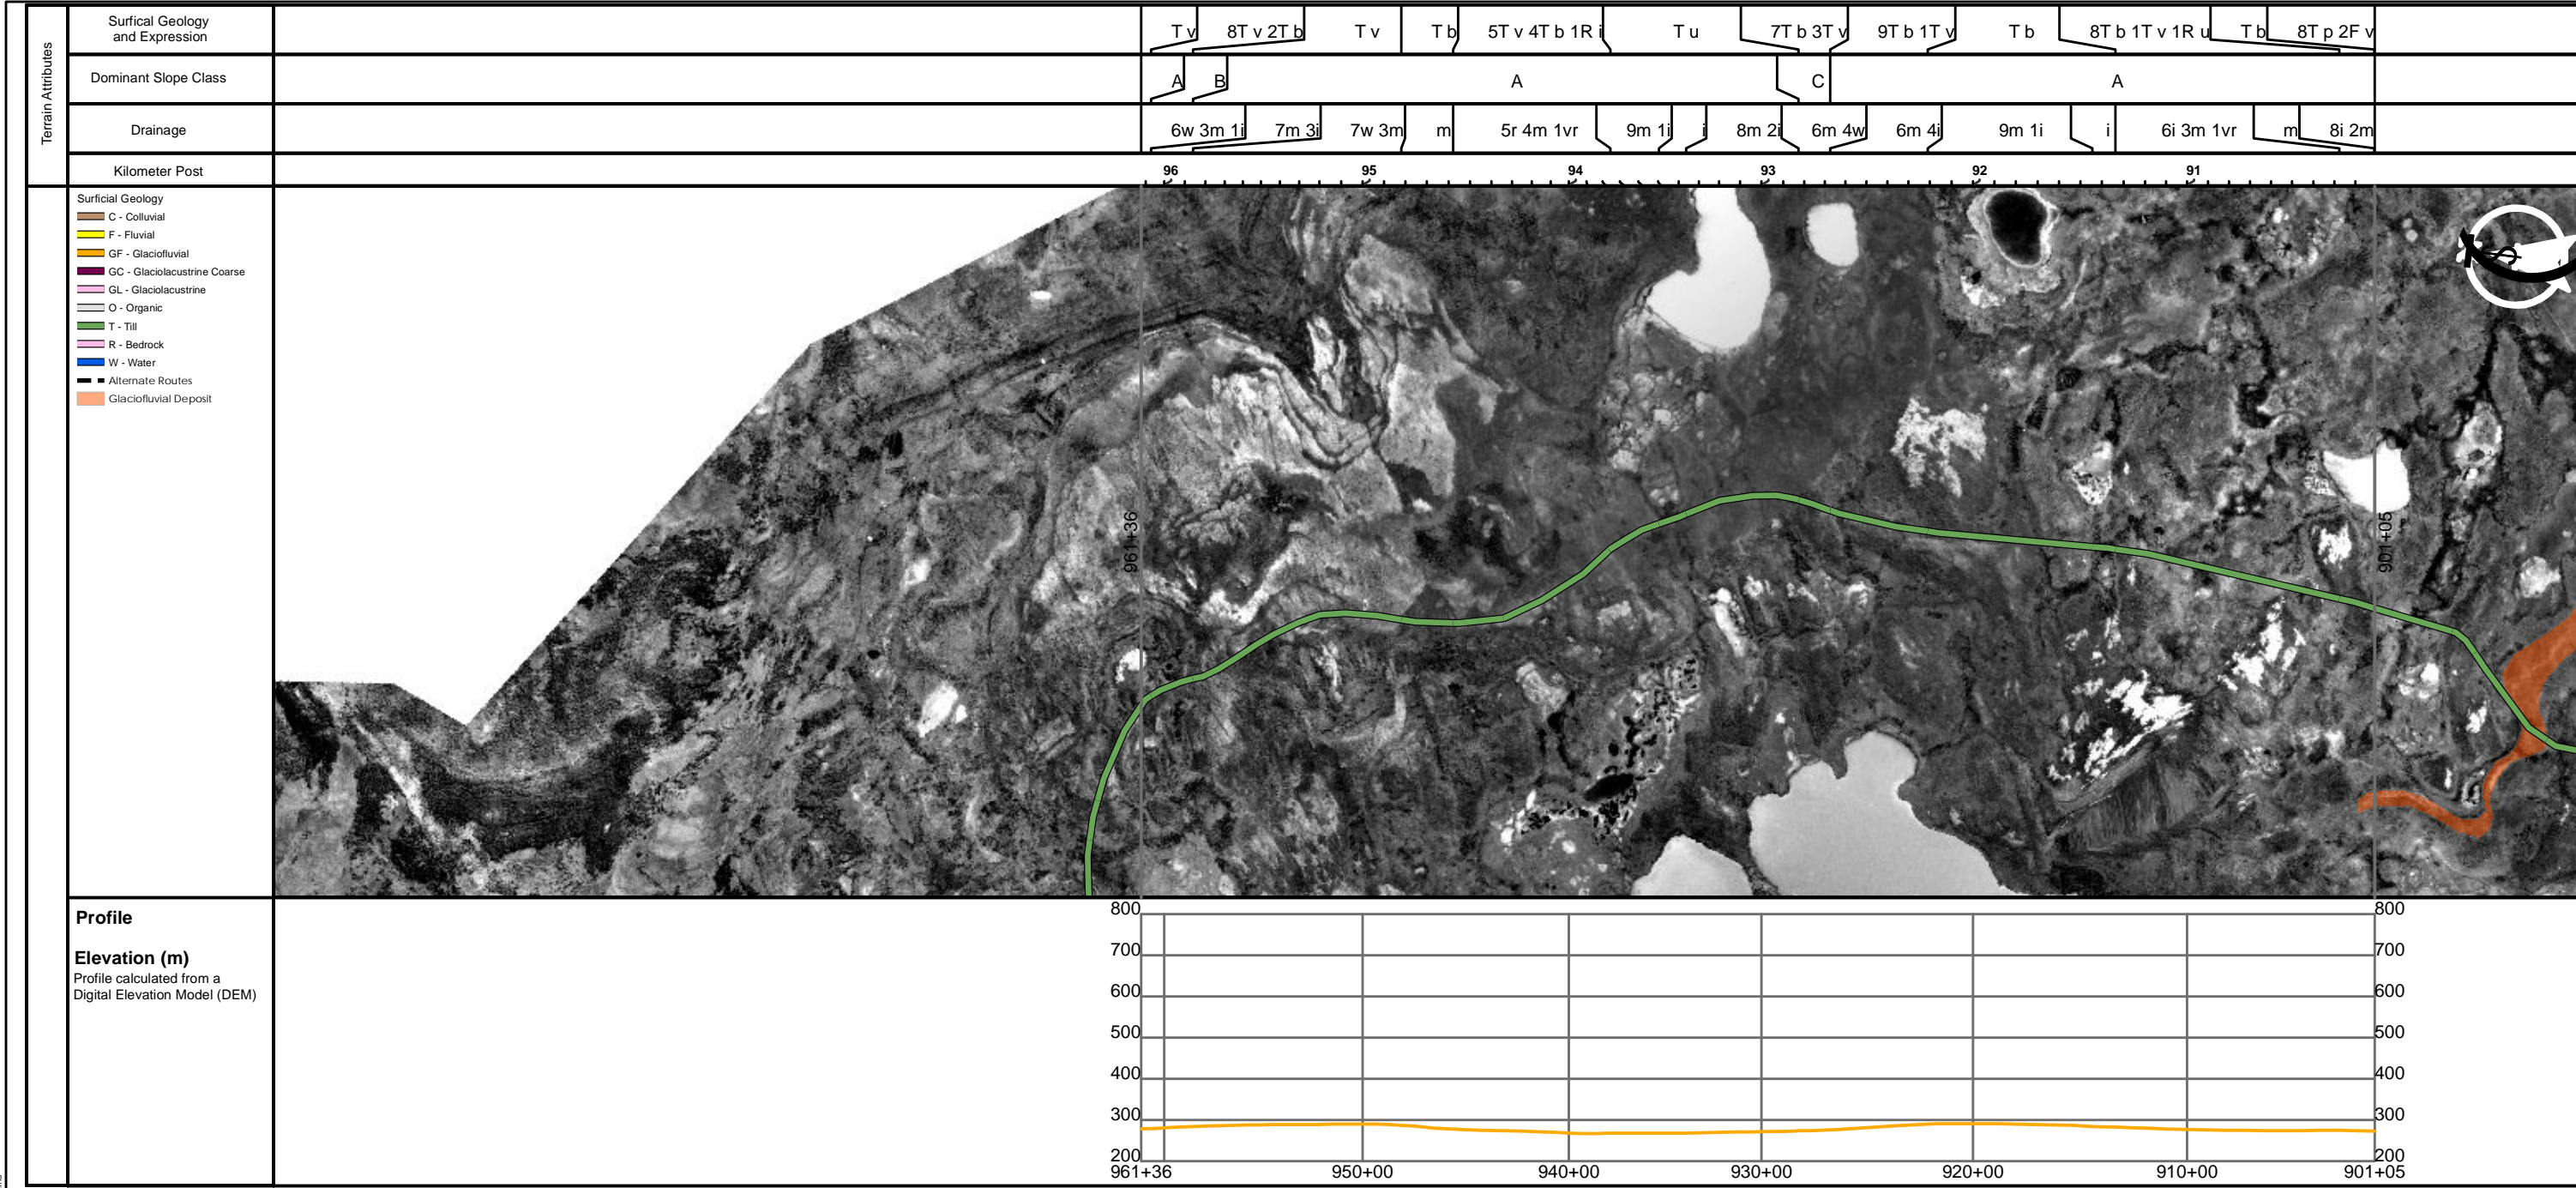 Terrain Attributes
Surfical Geology
and Expression
T v 8T v 2T b T v T b 5T v 4T b 1R i T u 7T b 3T v 9T b 1T v T b 8T b 1T v 1R u T b 8T p 2F v
Dominant Slope Class
A B A C A
Drainage
6w 3m 1i 7m 3i 7w 3m m 5r 4m 1vr 9m 1i i 8m 2i 6m 4w 6m 4i 9m 1i i 6i 3m 1vr m 8i 2m
Kilometer Post
96 95 94 93 92 91
Surficial Geology
C - Colluvial
F - Fluvial
GF - Glaciofluvial
GC - Glaciolacustrine Coarse
GL - Glaciolacustrine
O - Organic
T - Till
R - Bedrock
W - Water
Alternate Routes
Glaciofluvial Deposit
961+36
901+05
Profile
Elevation (m)
Profile calculated from a
Digital Elevation Model (DEM)
800 800
700 700
600 600
500 500
400 400
300 300
200 200
961+36 950+00 940+00 930+00 920+00 910+00 901+05